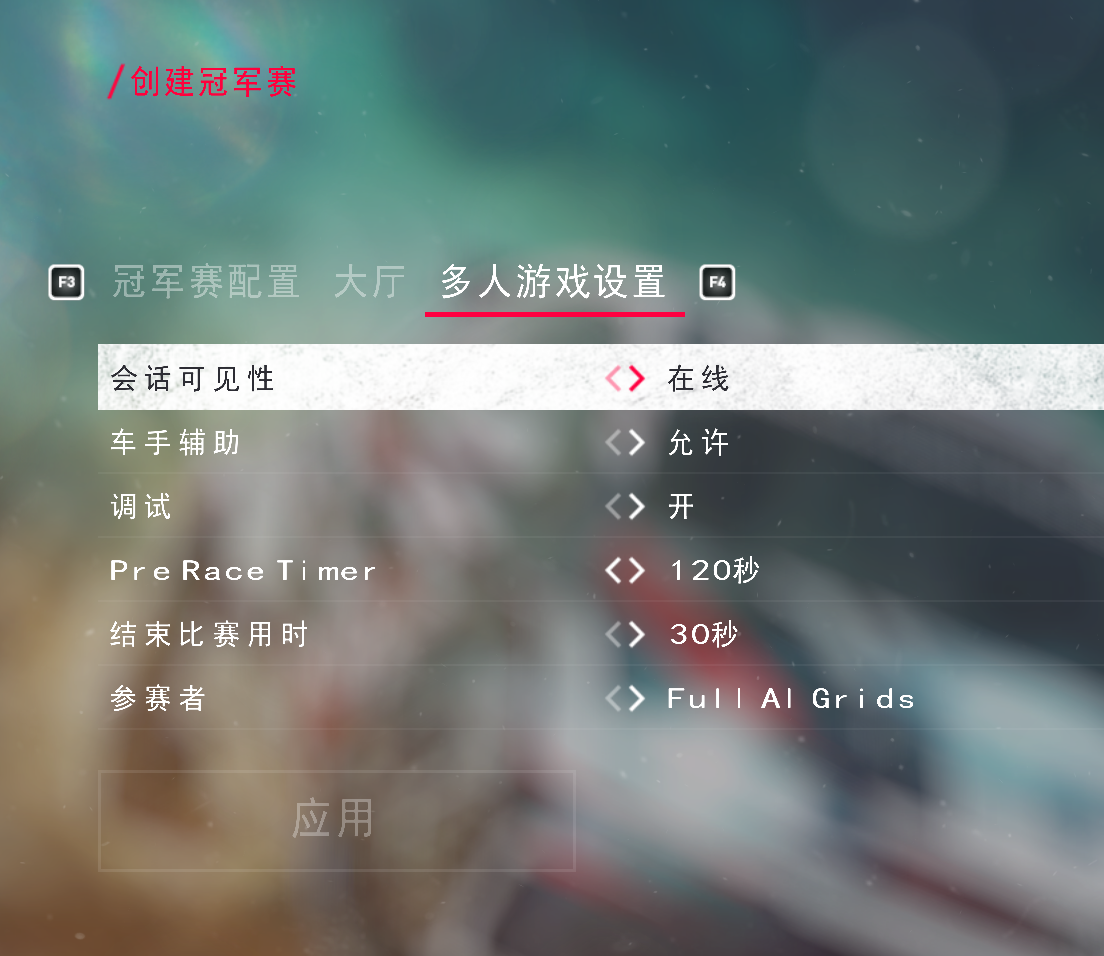 /创建冠军赛
F3 冠军赛配置 大厅 多人游戏设置 F4
会话可见性 在线
车手辅助 允许
调试 开
Pre Race Timer 120秒
结束比赛用时 30秒
参赛者 Full AI Grids
应用